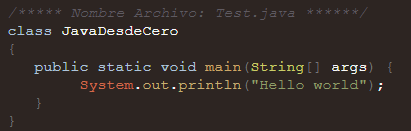 /***** Nombre Archivo: Test.java ******/
class JavaDesdeCero
{
   public static void main(String[] args) {
        System.out.println("Hello world");
   }
}